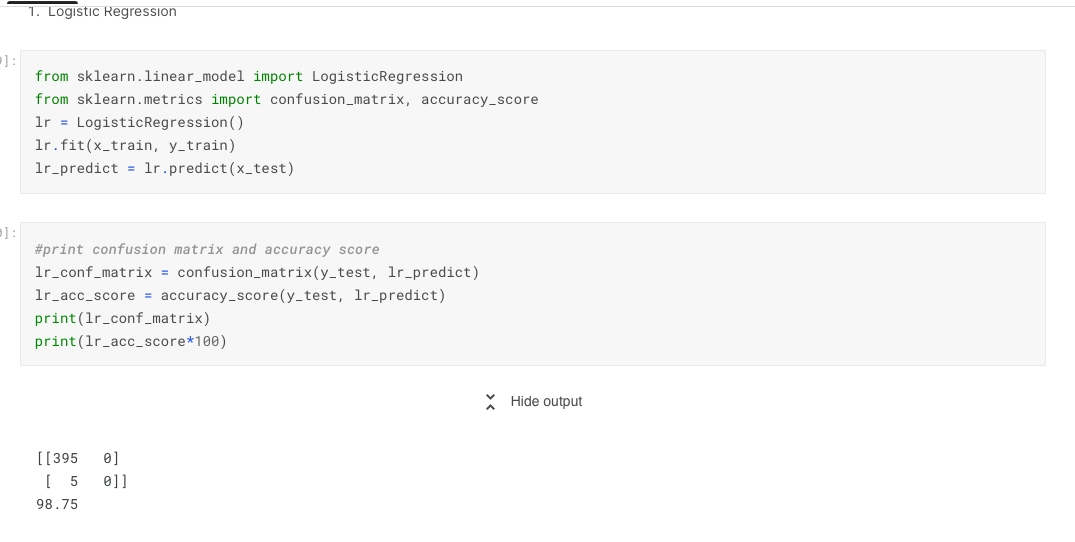 1. Logistic Regression
]:
from sklearn.linear_model import LogisticRegression
from sklearn.metrics import confusion_matrix, accuracy_score
lr = LogisticRegression()
lr.fit(x_train, y_train)
lr_predict = lr.predict(x_test)
]:
#print confusion matrix and accuracy score
lr_conf_matrix = confusion_matrix(y_test, lr_predict)
lr_acc_score = accuracy_score(y_test, lr_predict)
print(lr_conf_matrix)
print(lr_acc_score*100)
Hide output
[[395   0]
 [  5   0]]
98.75